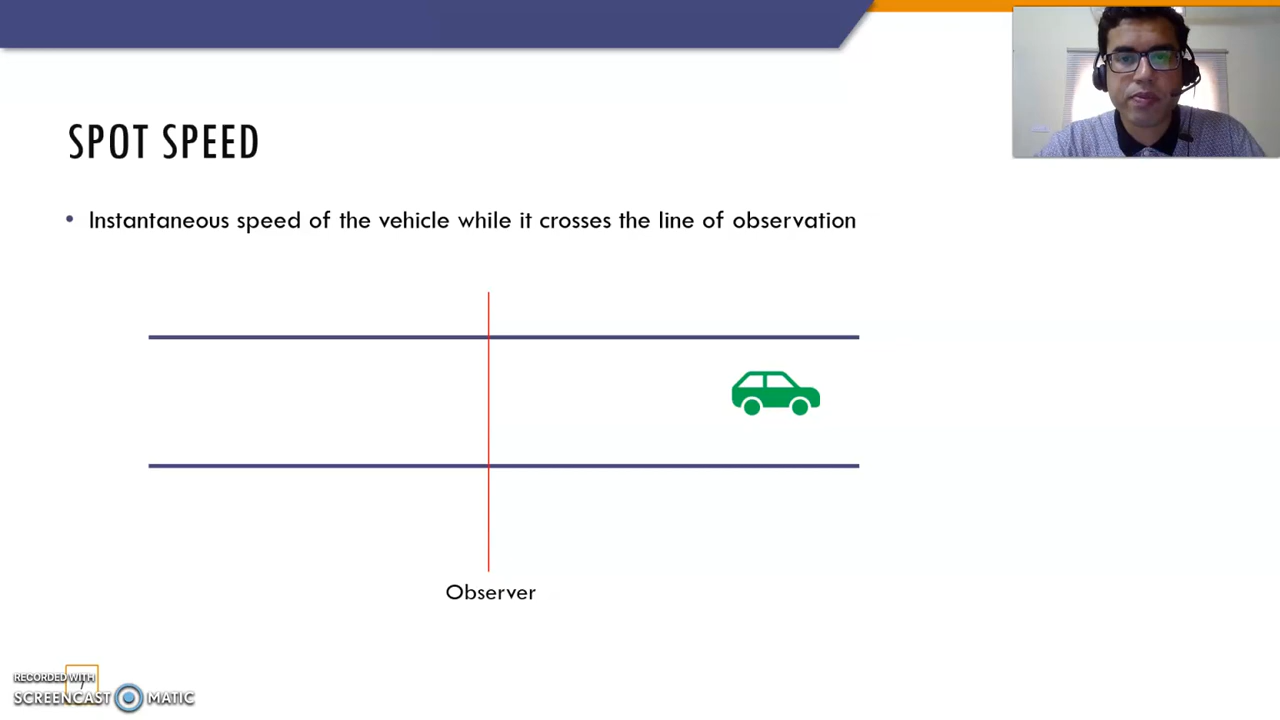 SPOT SPEED
• Instantaneous speed of the vehicle while it crosses the line of observation
Observer
RECORDED WITH
SCREENCAST MATIC